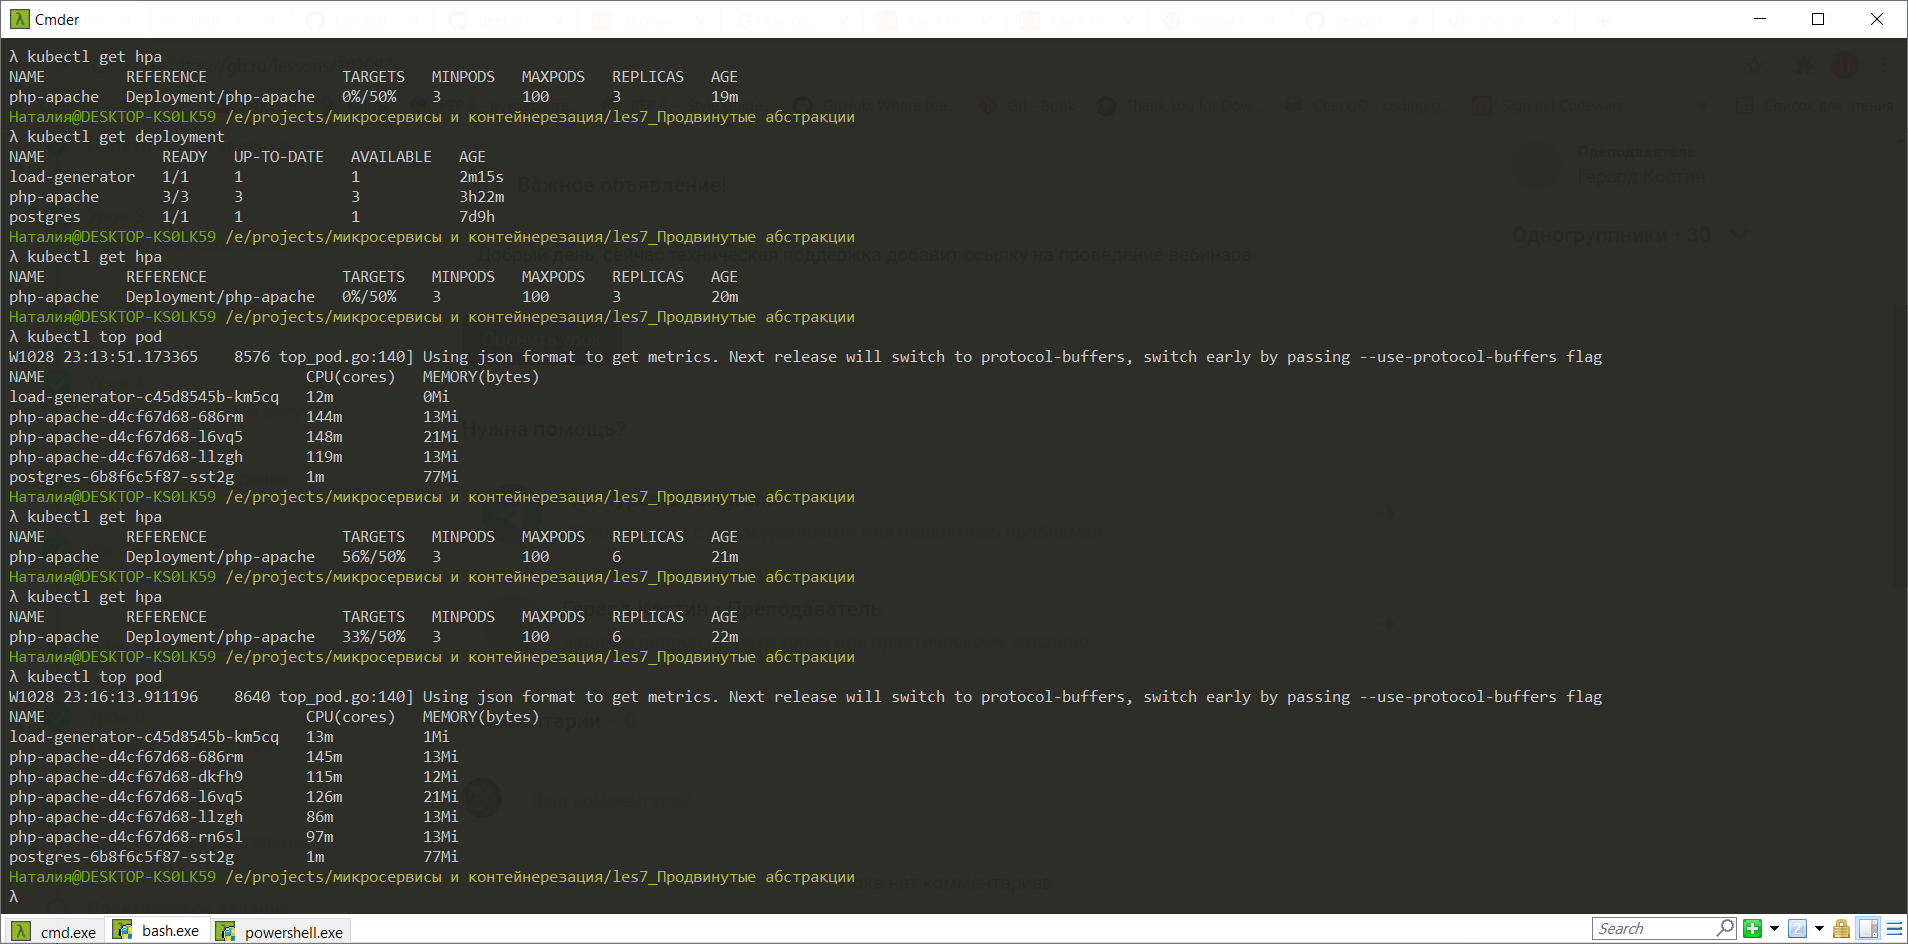 Cmder
λ kubectl get hpa
NAME REFERENCE TARGETS MINPODS MAXPODS REPLICAS AGE
php-apache Deployment/php-apache 0%/50% 3 100 3 19m
Наталия@DESKTOP-KS0LK59 /e/projects/микросервисы и контейнерезация/les7_Продвинутые абстракции
λ kubectl get deployment
NAME READY UP-TO-DATE AVAILABLE AGE
load-generator 1/1 1 1 2m15s
php-apache 3/3 3 3 3h22m
postgres 1/1 1 1 7d9h
Наталия@DESKTOP-KS0LK59 /e/projects/микросервисы и контейнерезация/les7_Продвинутые абстракции
λ kubectl get hpa
NAME REFERENCE TARGETS MINPODS MAXPODS REPLICAS AGE
php-apache Deployment/php-apache 0%/50% 3 100 3 20m
Наталия@DESKTOP-KS0LK59 /e/projects/микросервисы и контейнерезация/les7_Продвинутые абстракции
λ kubectl top pod
W1028 23:13:51.173365 8576 top_pod.go:140] Using json format to get metrics. Next release will switch to protocol-buffers, switch early by passing --use-protocol-buffers flag
NAME CPU(cores) MEMORY(bytes)
load-generator-c45d8545b-km5cq 12m 0Mi
php-apache-d4cf67d68-686rm 144m 13Mi
php-apache-d4cf67d68-l6vq5 148m 21Mi
php-apache-d4cf67d68-llzgh 119m 13Mi
postgres-6b8f6c5f87-sst2g 1m 77Mi
Наталия@DESKTOP-KS0LK59 /e/projects/микросервисы и контейнерезация/les7_Продвинутые абстракции
λ kubectl get hpa
NAME REFERENCE TARGETS MINPODS MAXPODS REPLICAS AGE
php-apache Deployment/php-apache 56%/50% 3 100 6 21m
Наталия@DESKTOP-KS0LK59 /e/projects/микросервисы и контейнерезация/les7_Продвинутые абстракции
λ kubectl get hpa
NAME REFERENCE TARGETS MINPODS MAXPODS REPLICAS AGE
php-apache Deployment/php-apache 33%/50% 3 100 6 22m
Наталия@DESKTOP-KS0LK59 /e/projects/микросервисы и контейнерезация/les7_Продвинутые абстракции
λ kubectl top pod
W1028 23:16:13.911196 8640 top_pod.go:140] Using json format to get metrics. Next release will switch to protocol-buffers, switch early by passing --use-protocol-buffers flag
NAME CPU(cores) MEMORY(bytes)
load-generator-c45d8545b-km5cq 13m 1Mi
php-apache-d4cf67d68-686rm 145m 13Mi
php-apache-d4cf67d68-dkfh9 115m 12Mi
php-apache-d4cf67d68-l6vq5 126m 21Mi
php-apache-d4cf67d68-llzgh 86m 13Mi
php-apache-d4cf67d68-rn6sl 97m 13Mi
postgres-6b8f6c5f87-sst2g 1m 77Mi
Наталия@DESKTOP-KS0LK59 /e/projects/микросервисы и контейнерезация/les7_Продвинутые абстракции
λ
Важное объявление!
Преподаватель
Одногруппники • 30
Добрый день, сейчас техническая поддержка добавит ссылку на проведение вебинара
Нужна помощь?
cmd.exe bash.exe powershell.exe Search